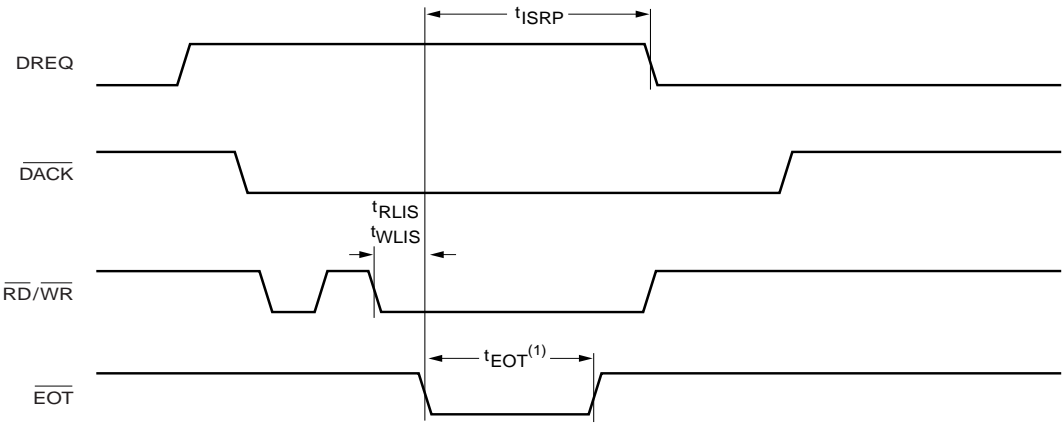 tISRP
DREQ
DACK
tRLIS
tWLIS
RD/WR
tEOT(1)
EOT